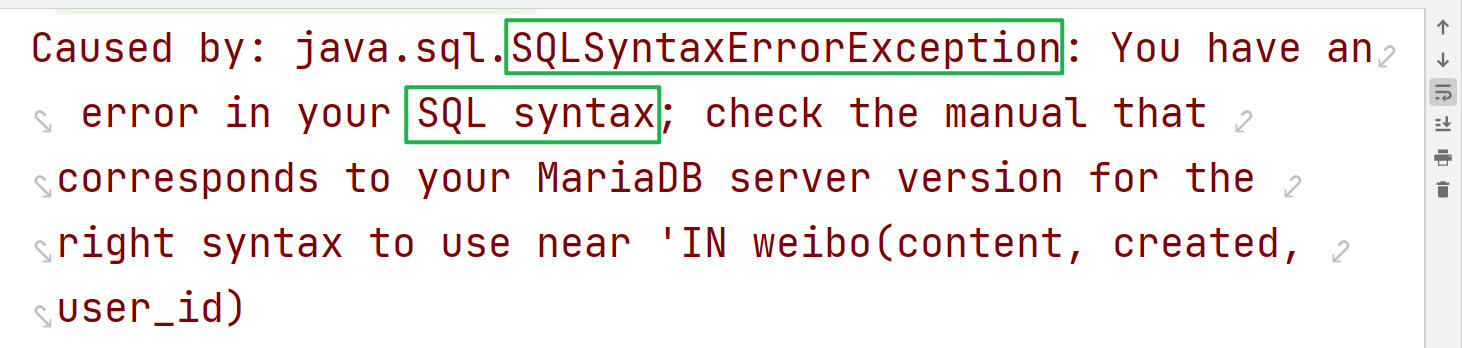 Caused by: java.sql.SQLSyntaxErrorException: You have an
error in your SQL syntax; check the manual that
corresponds to your MariaDB server version for the
right syntax to use near 'IN weibo(content, created,
user_id)